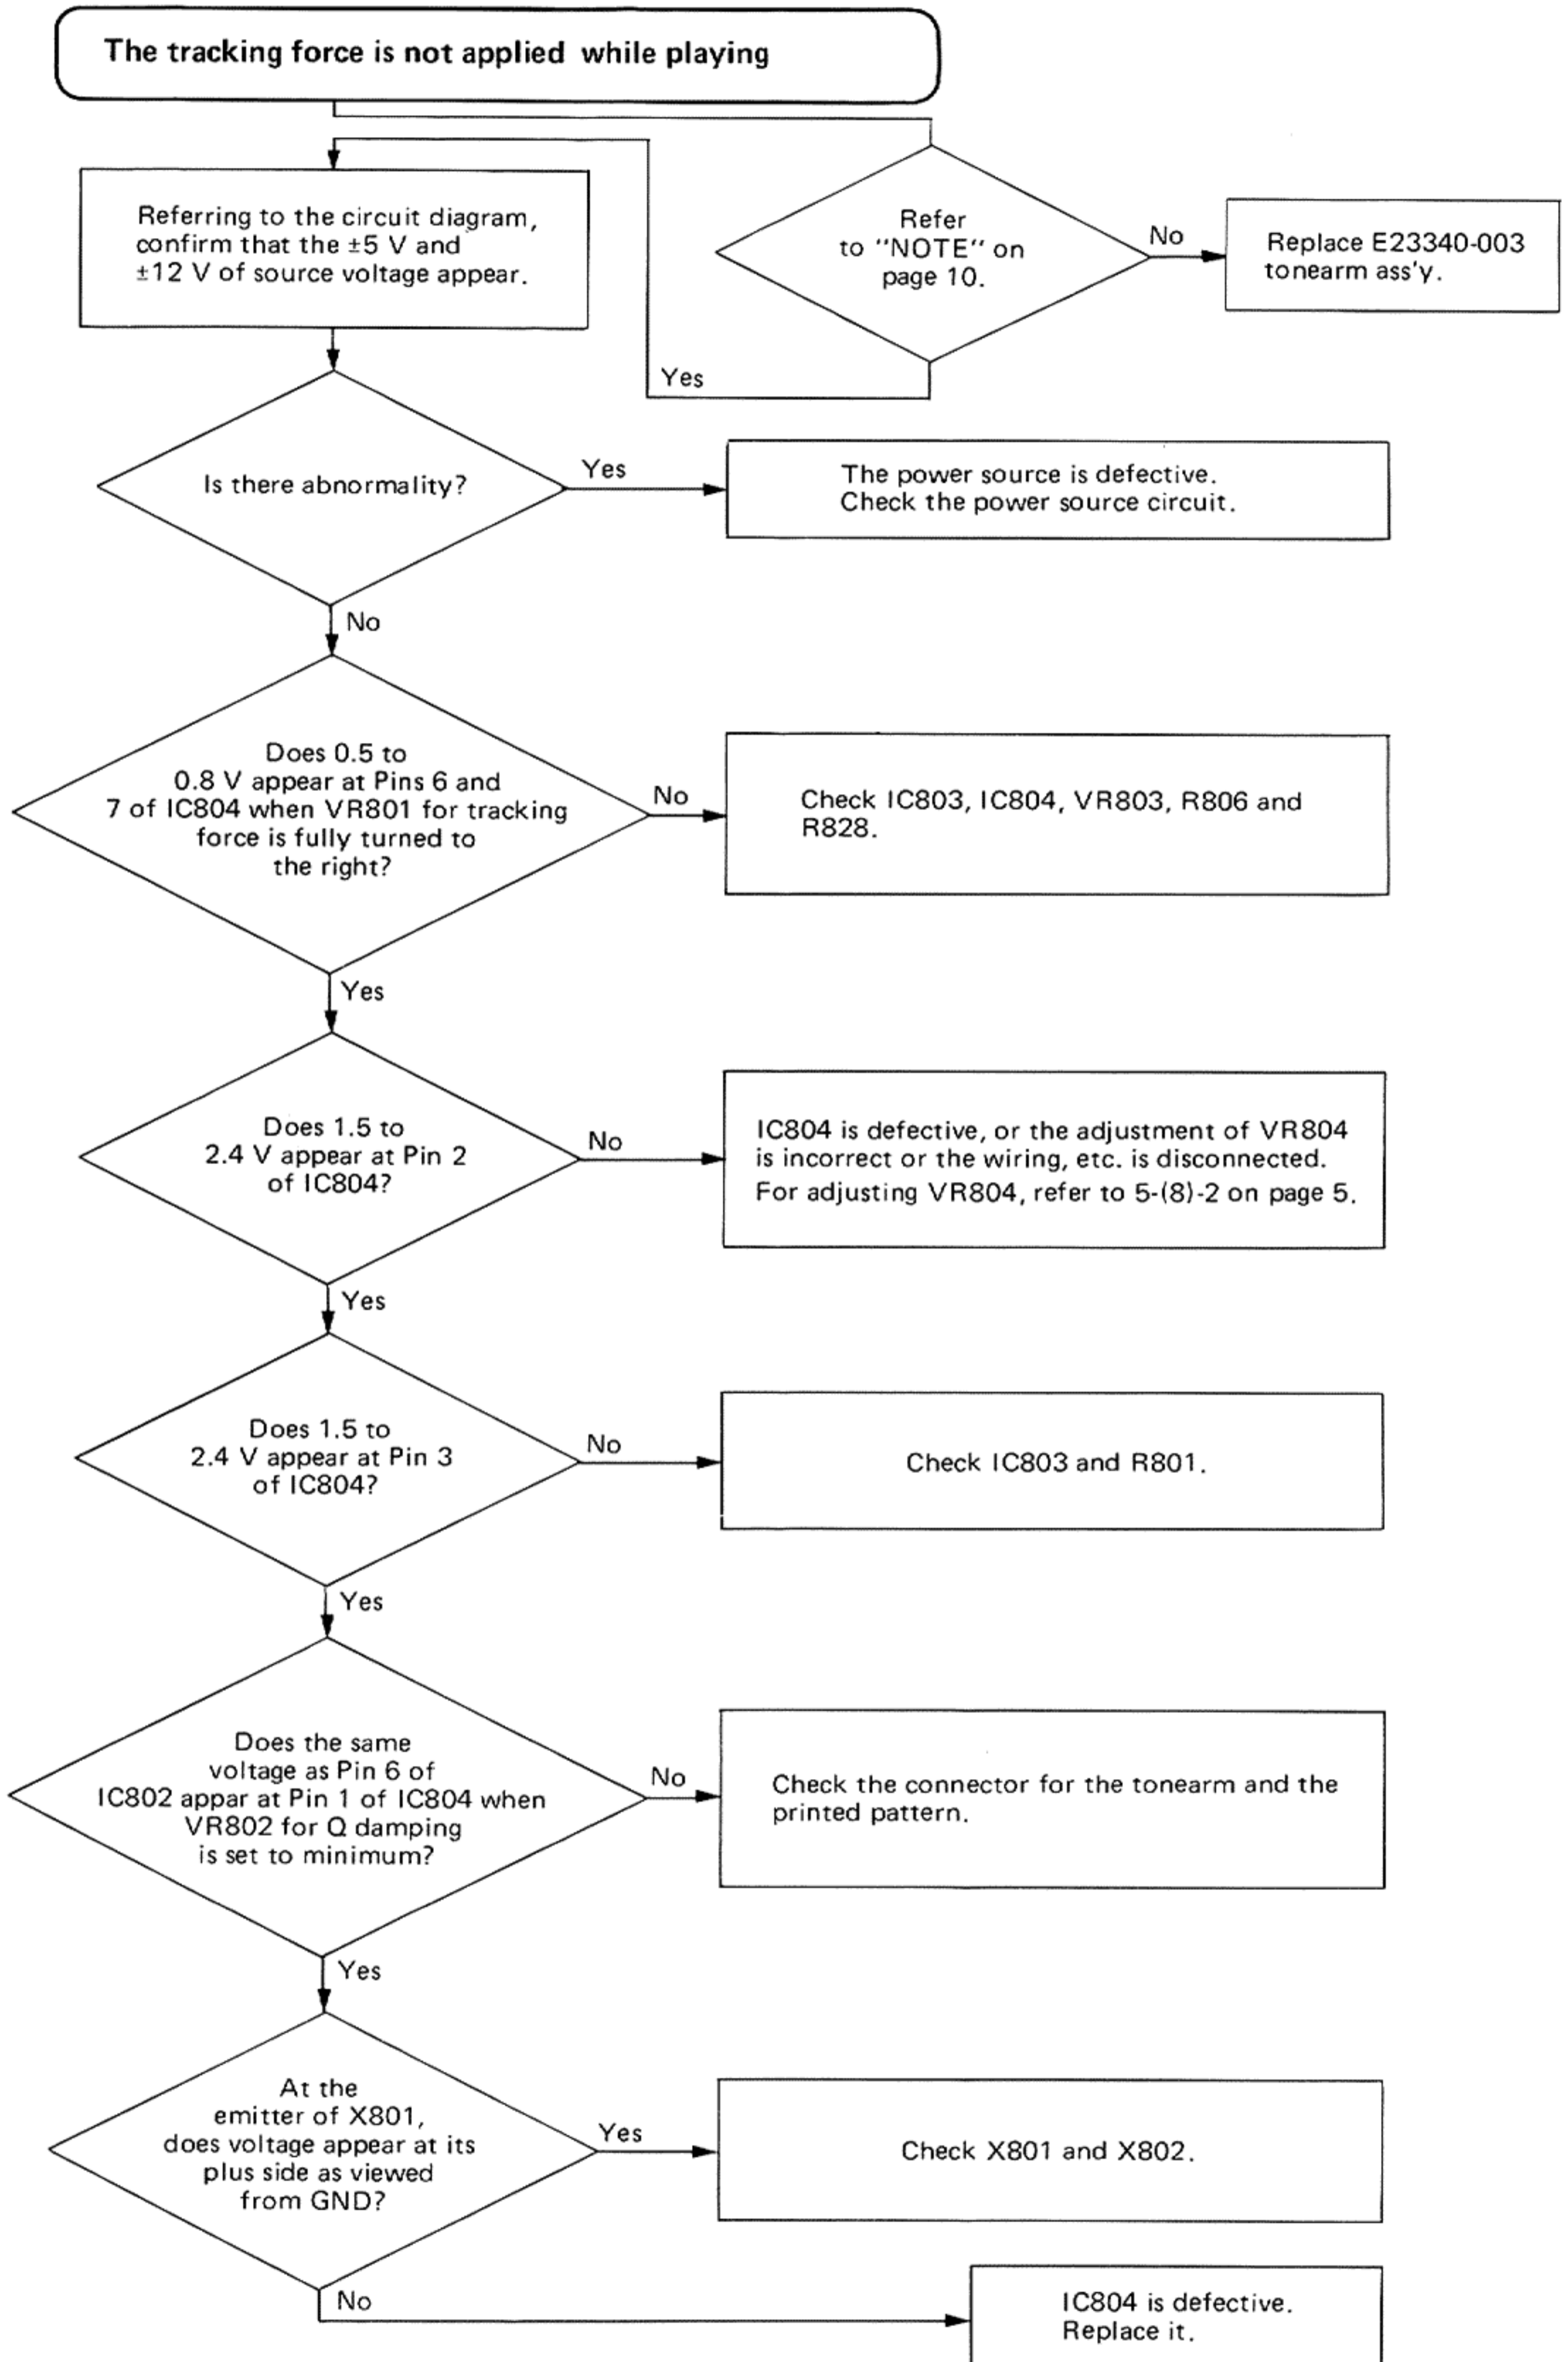 The tracking force is not applied while playing
Refer
to "NOTE" on
page 10.
No
Replace E23340-003
tonearm ass'y.
Yes
Referring to the circuit diagram,
confirm that the ±5 V and
±12 V of source voltage appear.
Is there abnormality?
Yes
The power source is defective.
Check the power source circuit.
No
Does 0.5 to
0.8 V appear at Pins 6 and
7 of IC804 when VR801 for tracking
force is fully turned to
the right?
No
Check IC803, IC804, VR803, R806 and
R828.
Yes
Does 1.5 to
2.4 V appear at Pin 2
of IC804?
No
IC804 is defective, or the adjustment of VR804
is incorrect or the wiring, etc. is disconnected.
For adjusting VR804, refer to 5-(8)-2 on page 5.
Yes
Does 1.5 to
2.4 V appear at Pin 3
of IC804?
No
Check IC803 and R801.
Yes
Does the same
voltage as Pin 6 of
IC802 appar at Pin 1 of IC804 when
VR802 for Q damping
is set to minimum?
No
Check the connector for the tonearm and the
printed pattern.
Yes
At the
emitter of X801,
does voltage appear at its
plus side as viewed
from GND?
Yes
Check X801 and X802.
No
IC804 is defective.
Replace it.